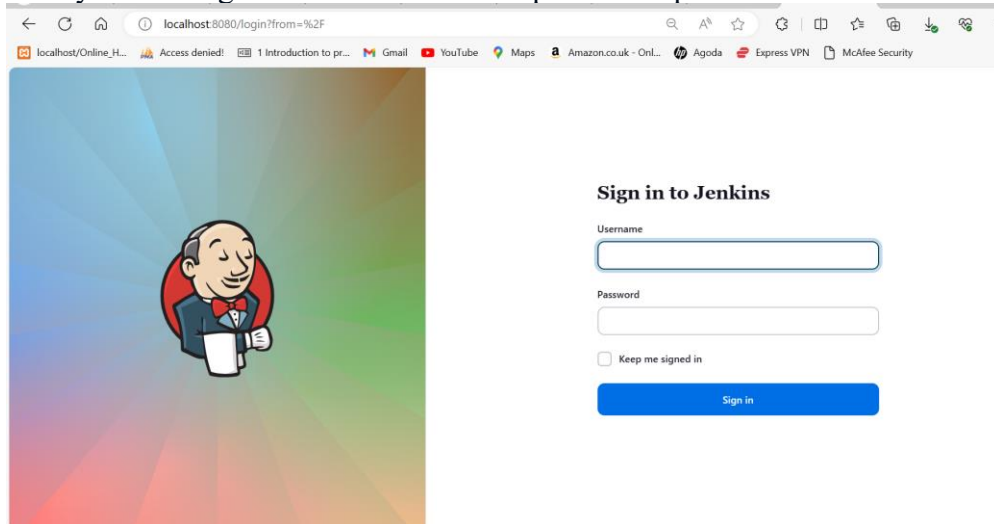 localhost:8080/login?from=%2F
localhost/Online_H... Access denied! 1 Introduction to pr... Gmail YouTube Maps Amazon.co.uk - Onl... Agoda Express VPN McAfee Security
Sign in to Jenkins
Username
Password
Keep me signed in
Sign in